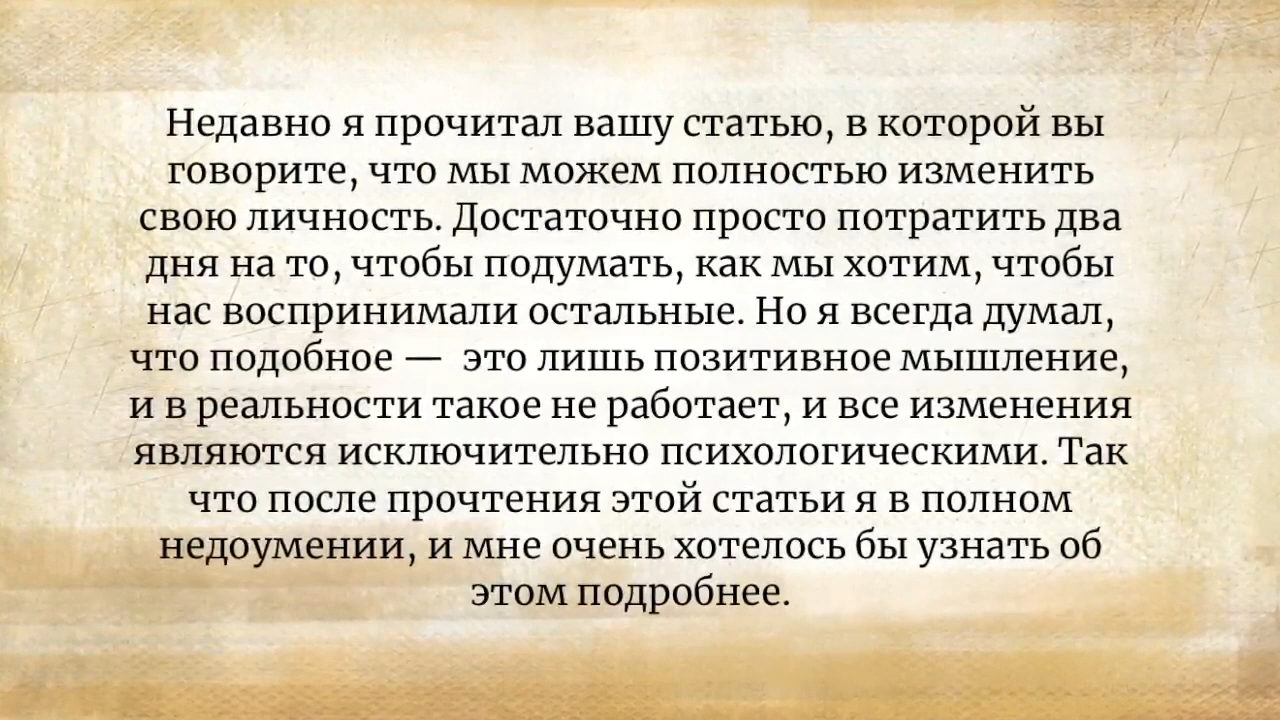 Недавно я прочитал вашу статью, в которой вы
говорите, что мы можем полностью изменить
свою личность. Достаточно просто потратить два
дня на то, чтобы подумать, как мы хотим, чтобы
нас воспринимали остальные. Но я всегда думал,
что подобное — это лишь позитивное мышление,
и в реальности такое не работает, и все изменения
являются исключительно психологическими. Так
что после прочтения этой статьи я в полном
недоумении, и мне очень хотелось бы узнать об
этом подробнее.